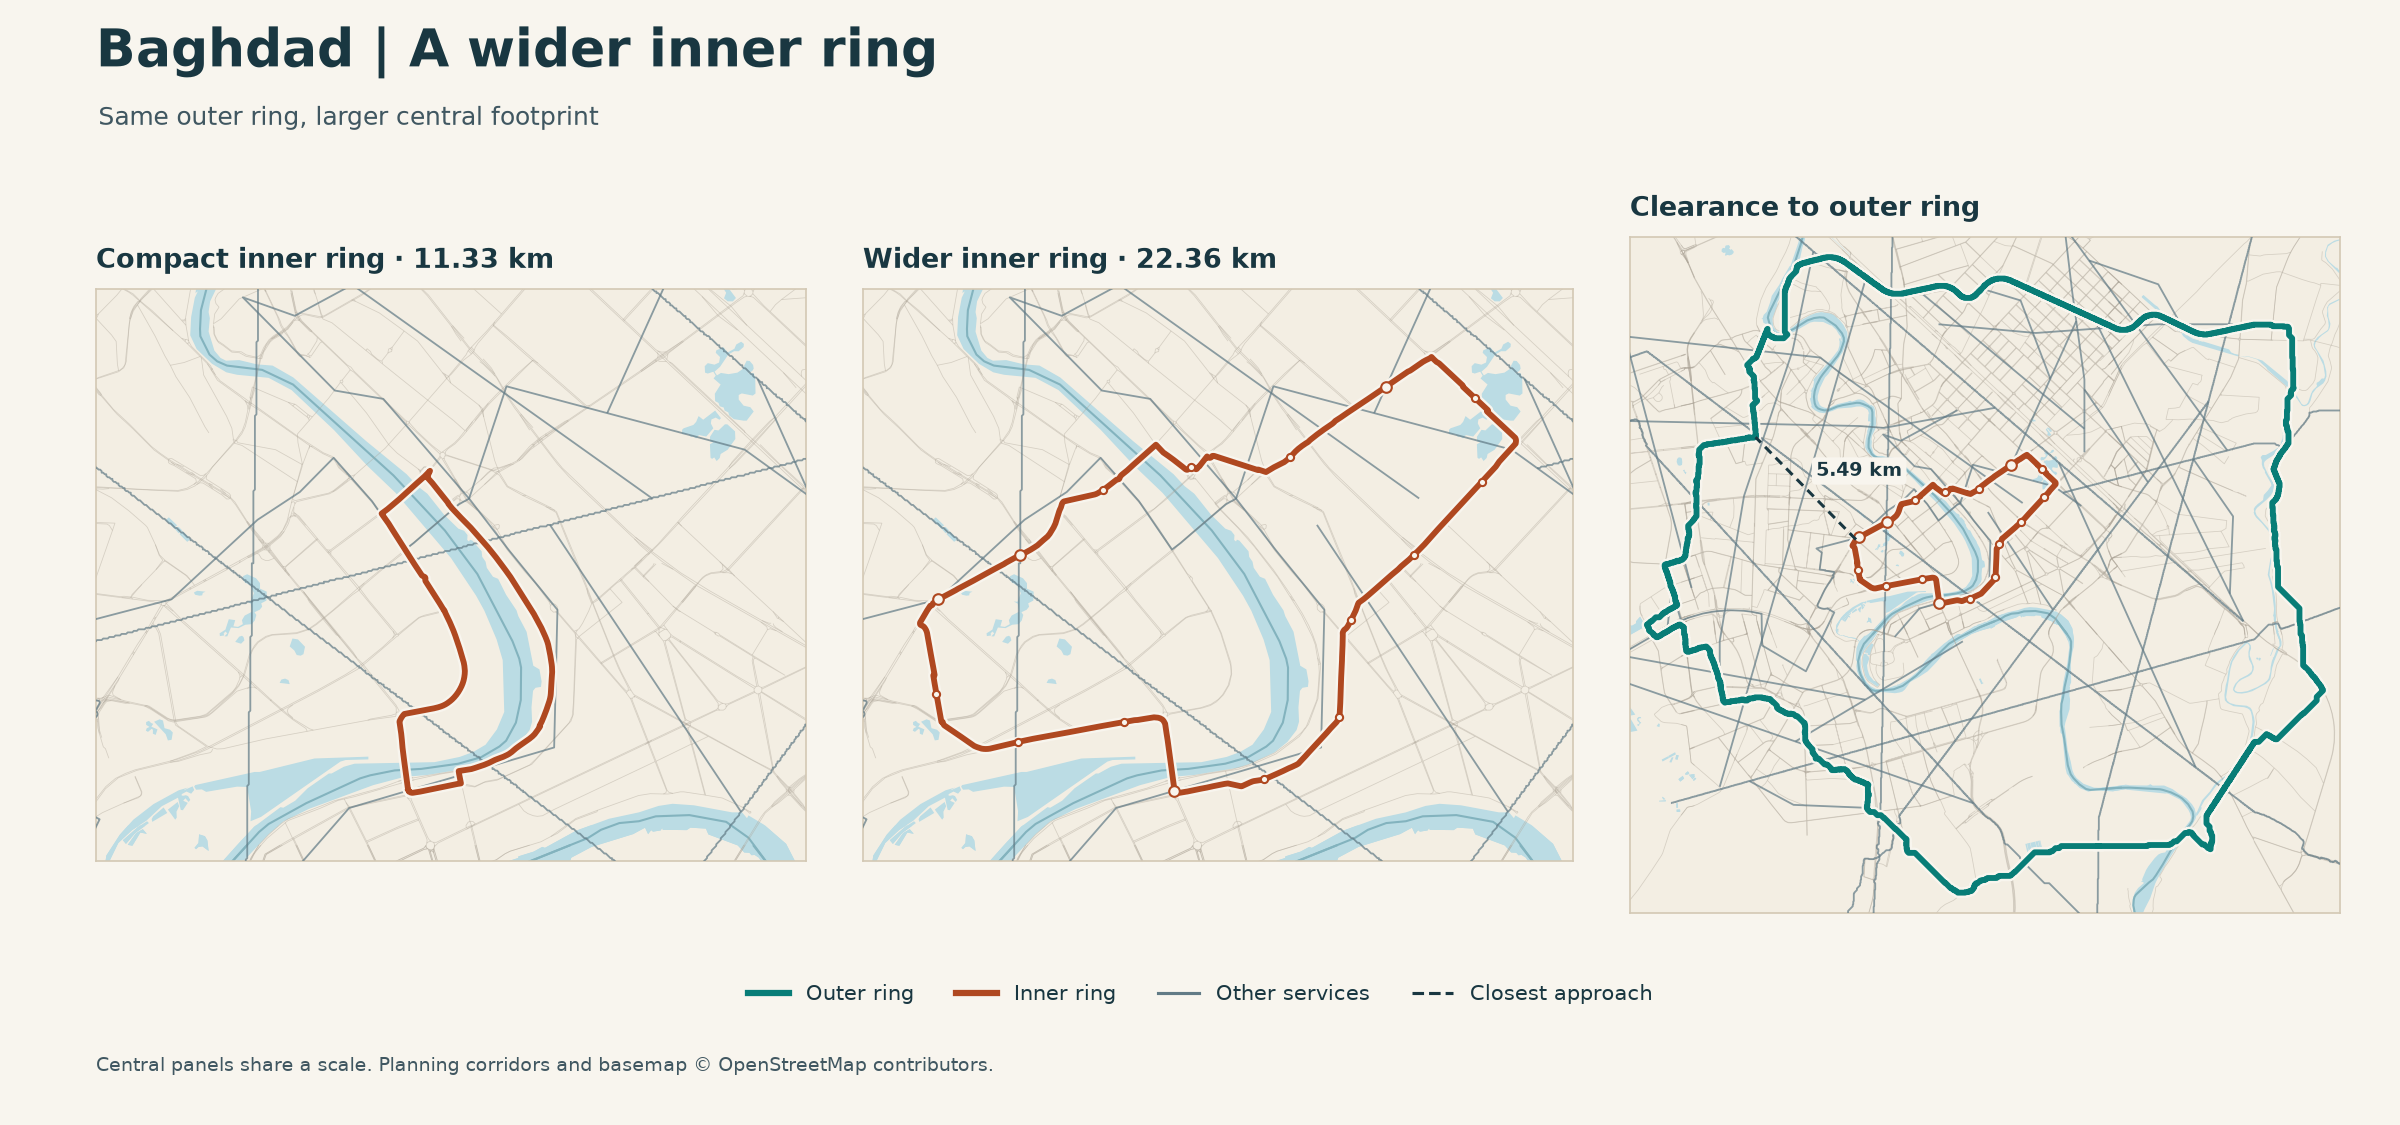 Baghdad | A wider inner ring
Same outer ring, larger central footprint
Compact inner ring · 11.33 km
Wider inner ring · 22.36 km
Clearance to outer ring
5.49 km
Outer ring
Inner ring
Other services
Closest approach
Central panels share a scale. Planning corridors and basemap © OpenStreetMap contributors.